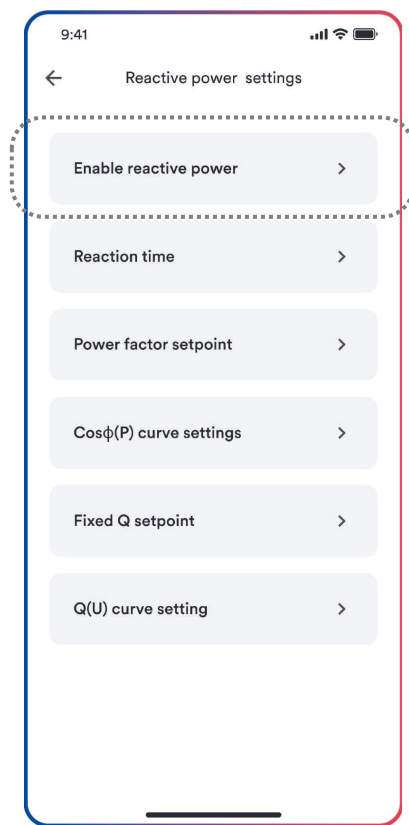 9:41
Reactive power settings
Enable reactive power
Reaction time
Power factor setpoint
Cosϕ(P) curve settings
Fixed Q setpoint
Q(U) curve setting